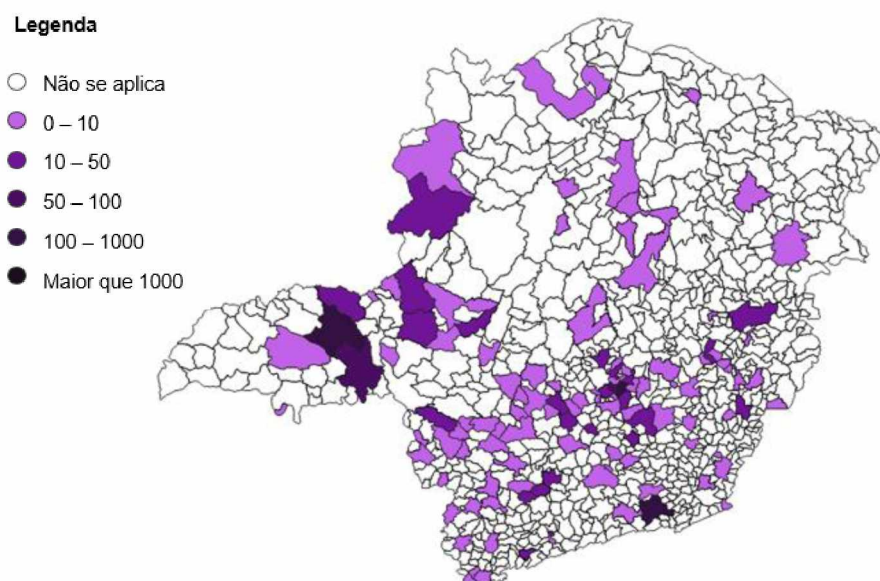 Legenda
Não se aplica
0 – 10
10 – 50
50 – 100
100 – 1000
Maior que 1000